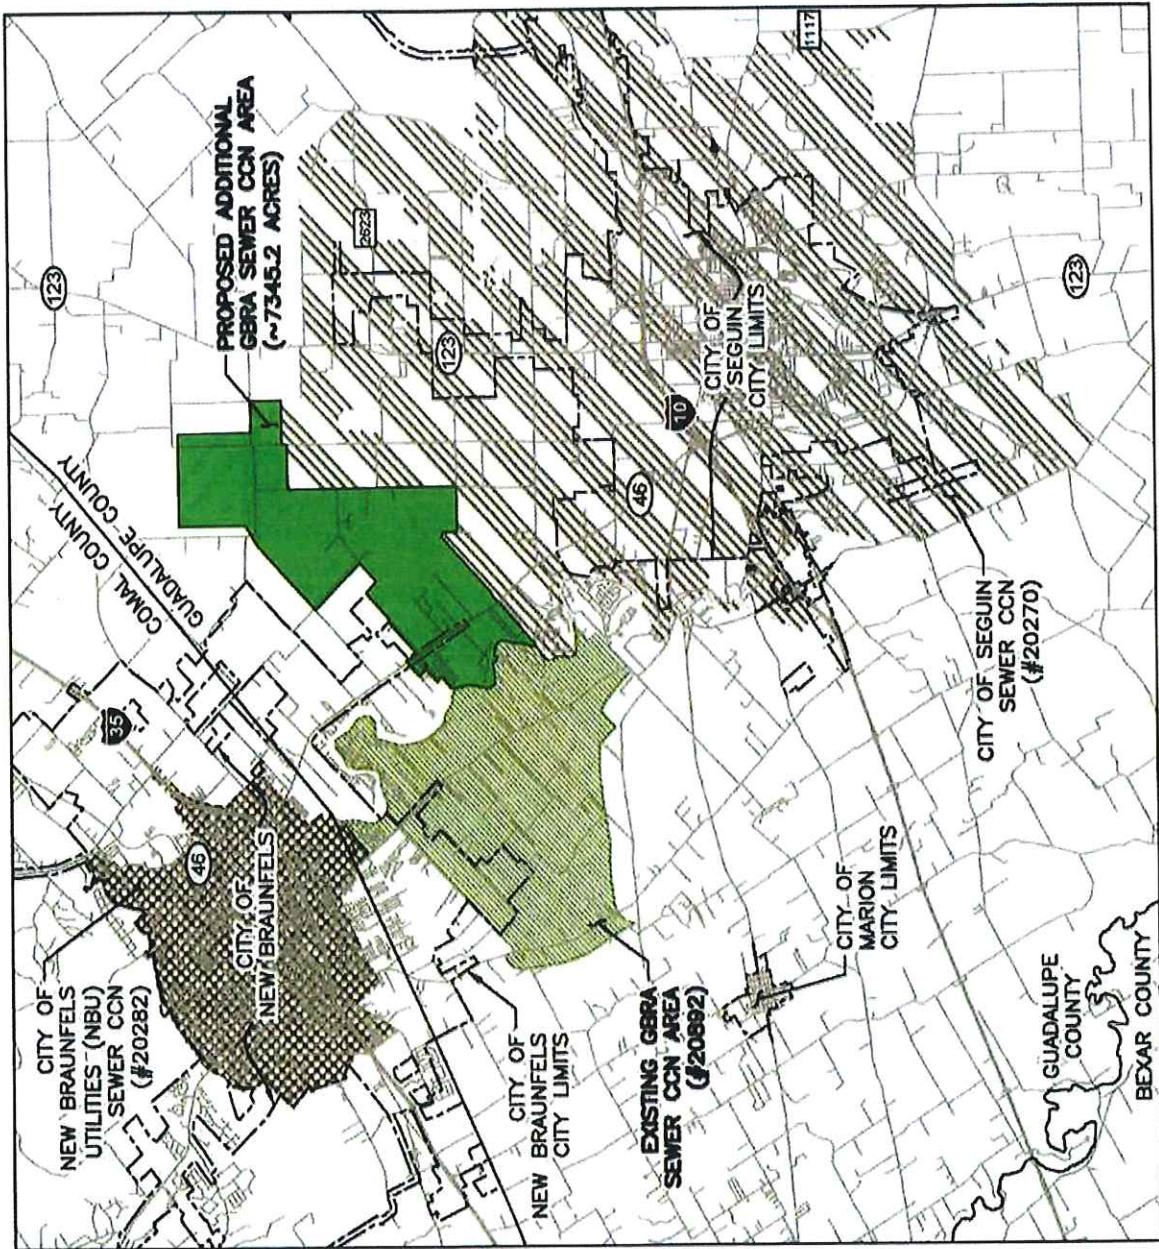 CITY OF
NEW BRAUNFELS
UTILITIES (NBU)
SEWER CCN
(#20282)
46
CITY OF
NEW BRAUNFELS
35
COMAL COUNTY
GUADALUPE COUNTY
123
PROPOSED ADDITIONAL
GBRA SEWER CCN AREA
(~7345.2 ACRES)
2623
123
1117
CITY OF
NEW BRAUNFELS
CITY LIMITS
EXISTING GBRA
SEWER CCN AREA
(#20892)
46
10
CITY OF
SEGUIN
CITY LIMITS
CITY OF
MARION
CITY LIMITS
CITY OF SEGUIN
SEWER CCN
(#20270)
123
GUADALUPE
COUNTY
BEXAR COUNTY